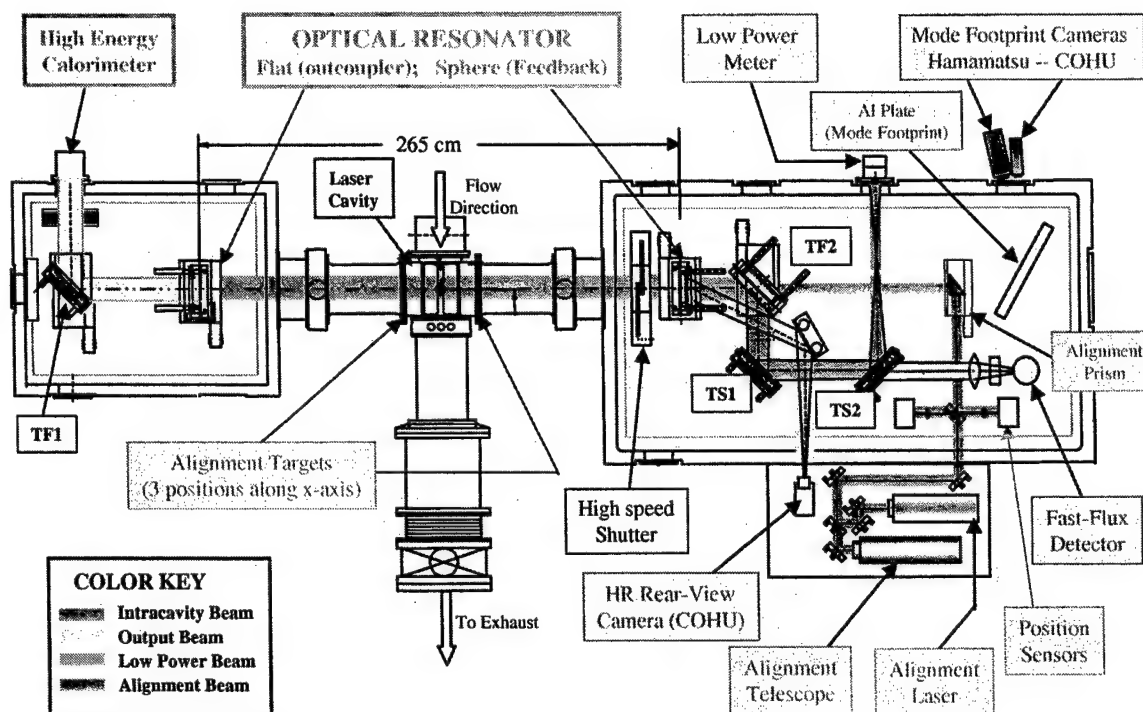 High Energy
Calorimeter
OPTICAL RESONATOR
Flat (outcoupler); Sphere (Feedback)
Low Power
Meter
Mode Footprint Cameras
Hamamatsu -- COHU
Al Plate
(Mode Footprint)
265 cm
Laser
Cavity
Flow
Direction
TF2
TF1
TS1
TS2
Alignment
Prism
Alignment Targets
(3 positions along x-axis)
High speed
Shutter
Fast-Flux
Detector
HR Rear-View
Camera (COHU)
Position
Sensors
Alignment
Telescope
Alignment
Laser
To Exhaust
COLOR KEY
Intracavity Beam
Output Beam
Low Power Beam
Alignment Beam